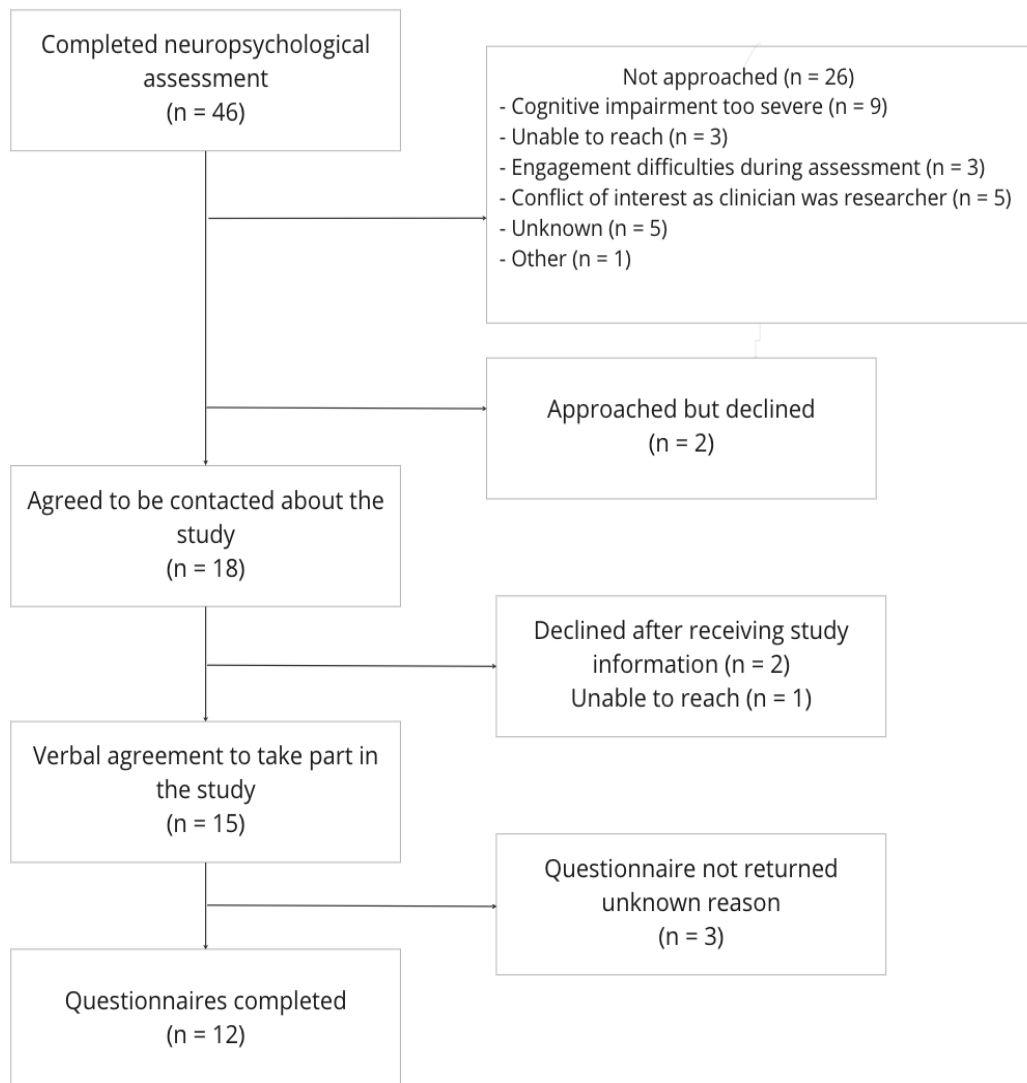 Completed neuropsychological
assessment
(n = 46)
Not approached (n = 26)
- Cognitive impairment too severe (n = 9)
- Unable to reach (n = 3)
- Engagement difficulties during assessment (n = 3)
- Conflict of interest as clinician was researcher (n = 5)
- Unknown (n = 5)
- Other (n = 1)
Approached but declined
(n = 2)
Agreed to be contacted about the
study
(n = 18)
Declined after receiving study
information (n = 2)
Unable to reach (n = 1)
Verbal agreement to take part in
the study
(n = 15)
Questionnaire not returned
unknown reason
(n = 3)
Questionnaires completed
(n = 12)